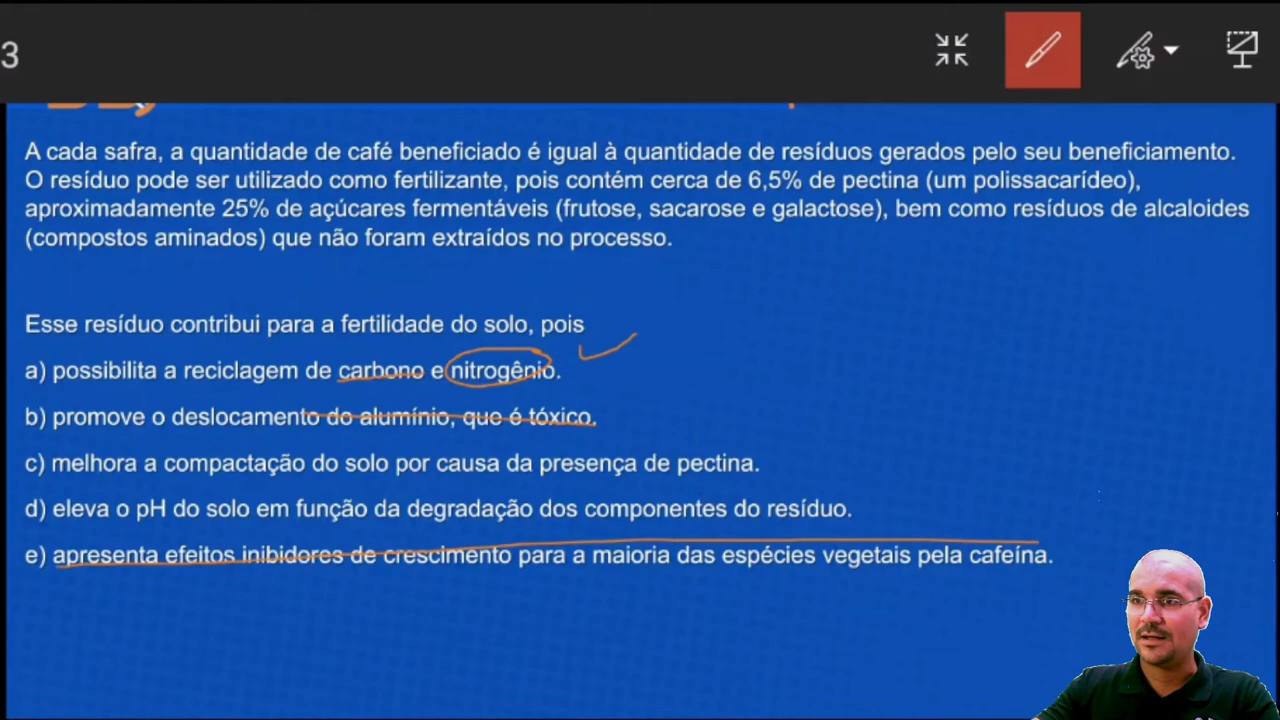 3
A cada safra, a quantidade de café beneficiado é igual à quantidade de resíduos gerados pelo seu beneficiamento.
O resíduo pode ser utilizado como fertilizante, pois contém cerca de 6,5% de pectina (um polissacarídeo),
aproximadamente 25% de açúcares fermentáveis (frutose, sacarose e galactose), bem como resíduos de alcaloides
(compostos aminados) que não foram extraídos no processo.
Esse resíduo contribui para a fertilidade do solo, pois
a) possibilita a reciclagem de carbono e nitrogênio.
b) promove o deslocamento do alumínio, que é tóxico.
c) melhora a compactação do solo por causa da presença de pectina.
d) eleva o pH do solo em função da degradação dos componentes do resíduo.
e) apresenta efeitos inibidores de crescimento para a maioria das espécies vegetais pela cafeína.